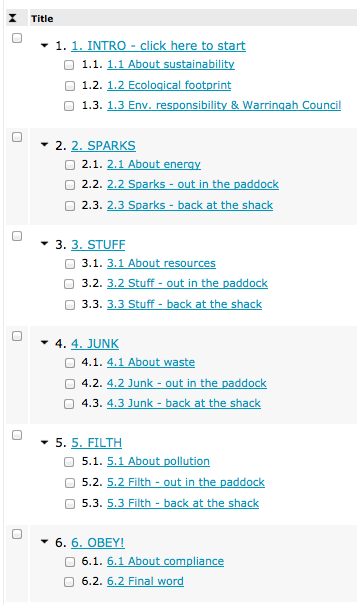 Title
1. 1. INTRO - click here to start
1.1. 1.1 About sustainability
1.2. 1.2 Ecological footprint
1.3. 1.3 Env. responsibility & Warringah Council
2. 2. SPARKS
2.1. 2.1 About energy
2.2. 2.2 Sparks - out in the paddock
2.3. 2.3 Sparks - back at the shack
3. 3. STUFF
3.1. 3.1 About resources
3.2. 3.2 Stuff - out in the paddock
3.3. 3.3 Stuff - back at the shack
4. 4. JUNK
4.1. 4.1 About waste
4.2. 4.2 Junk - out in the paddock
4.3. 4.3 Junk - back at the shack
5. 5. FILTH
5.1. 5.1 About pollution
5.2. 5.2 Filth - out in the paddock
5.3. 5.3 Filth - back at the shack
6. 6. OBEY!
6.1. 6.1 About compliance
6.2. 6.2 Final word